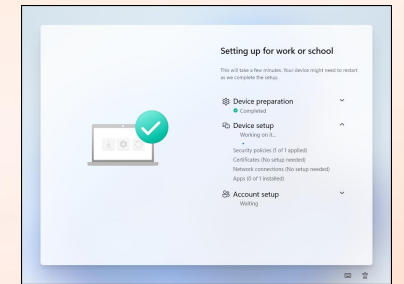 Setting up for work or school
This will take a few minutes. Your device might need to restart
as we complete the setup.
Device preparation
Completed
Device setup
Working on it...
Security policies (1 of 1 applied)
Certificates (No setup needed)
Network connections (No setup needed)
Apps (0 of 1 installed)
Account setup
Waiting